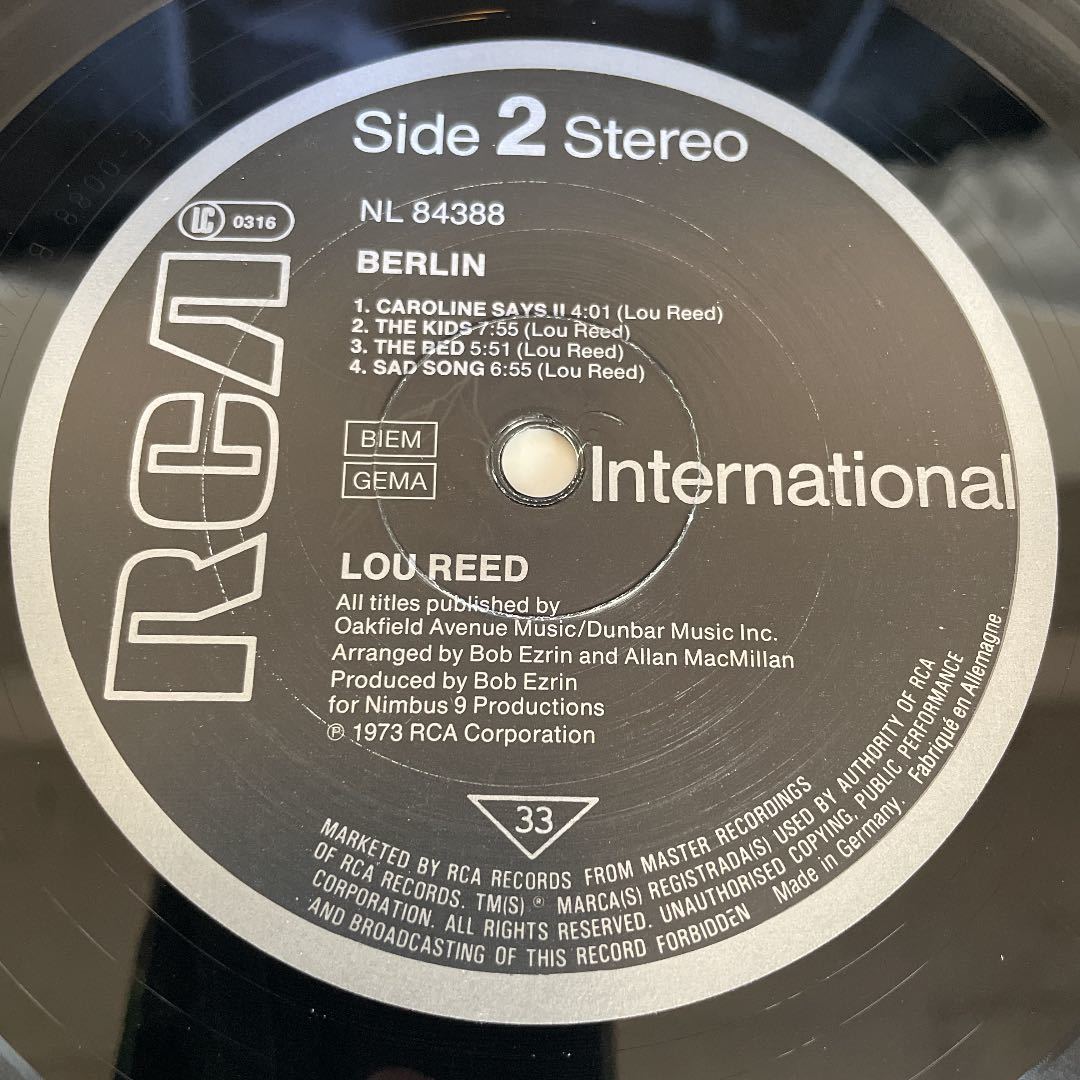 Side 2 Stereo
LC 0316
NL 84388
RCA
BERLIN
1. CAROLINE SAYS II 4:01 (Lou Reed)
2. THE KIDS 7:55 (Lou Reed)
3. THE BED 5:51 (Lou Reed)
4. SAD SONG 6:55 (Lou Reed)
BIEM
GEMA
International
LOU REED
All titles published by
Oakfield Avenue Music/Dunbar Music Inc.
Arranged by Bob Ezrin and Allan MacMillan
Produced by Bob Ezrin
for Nimbus 9 Productions
℗ 1973 RCA Corporation
33
MARKETED BY RCA RECORDS FROM MASTER RECORDINGS
OF RCA RECORDS. TM(S) ® MARCA(S) REGISTRADA(S) USED BY AUTHORITY OF RCA
CORPORATION. ALL RIGHTS RESERVED. UNAUTHORISED COPYING, PUBLIC PERFORMANCE
AND BROADCASTING OF THIS RECORD FORBIDDEN Made in Germany. Fabriqué en Allemagne